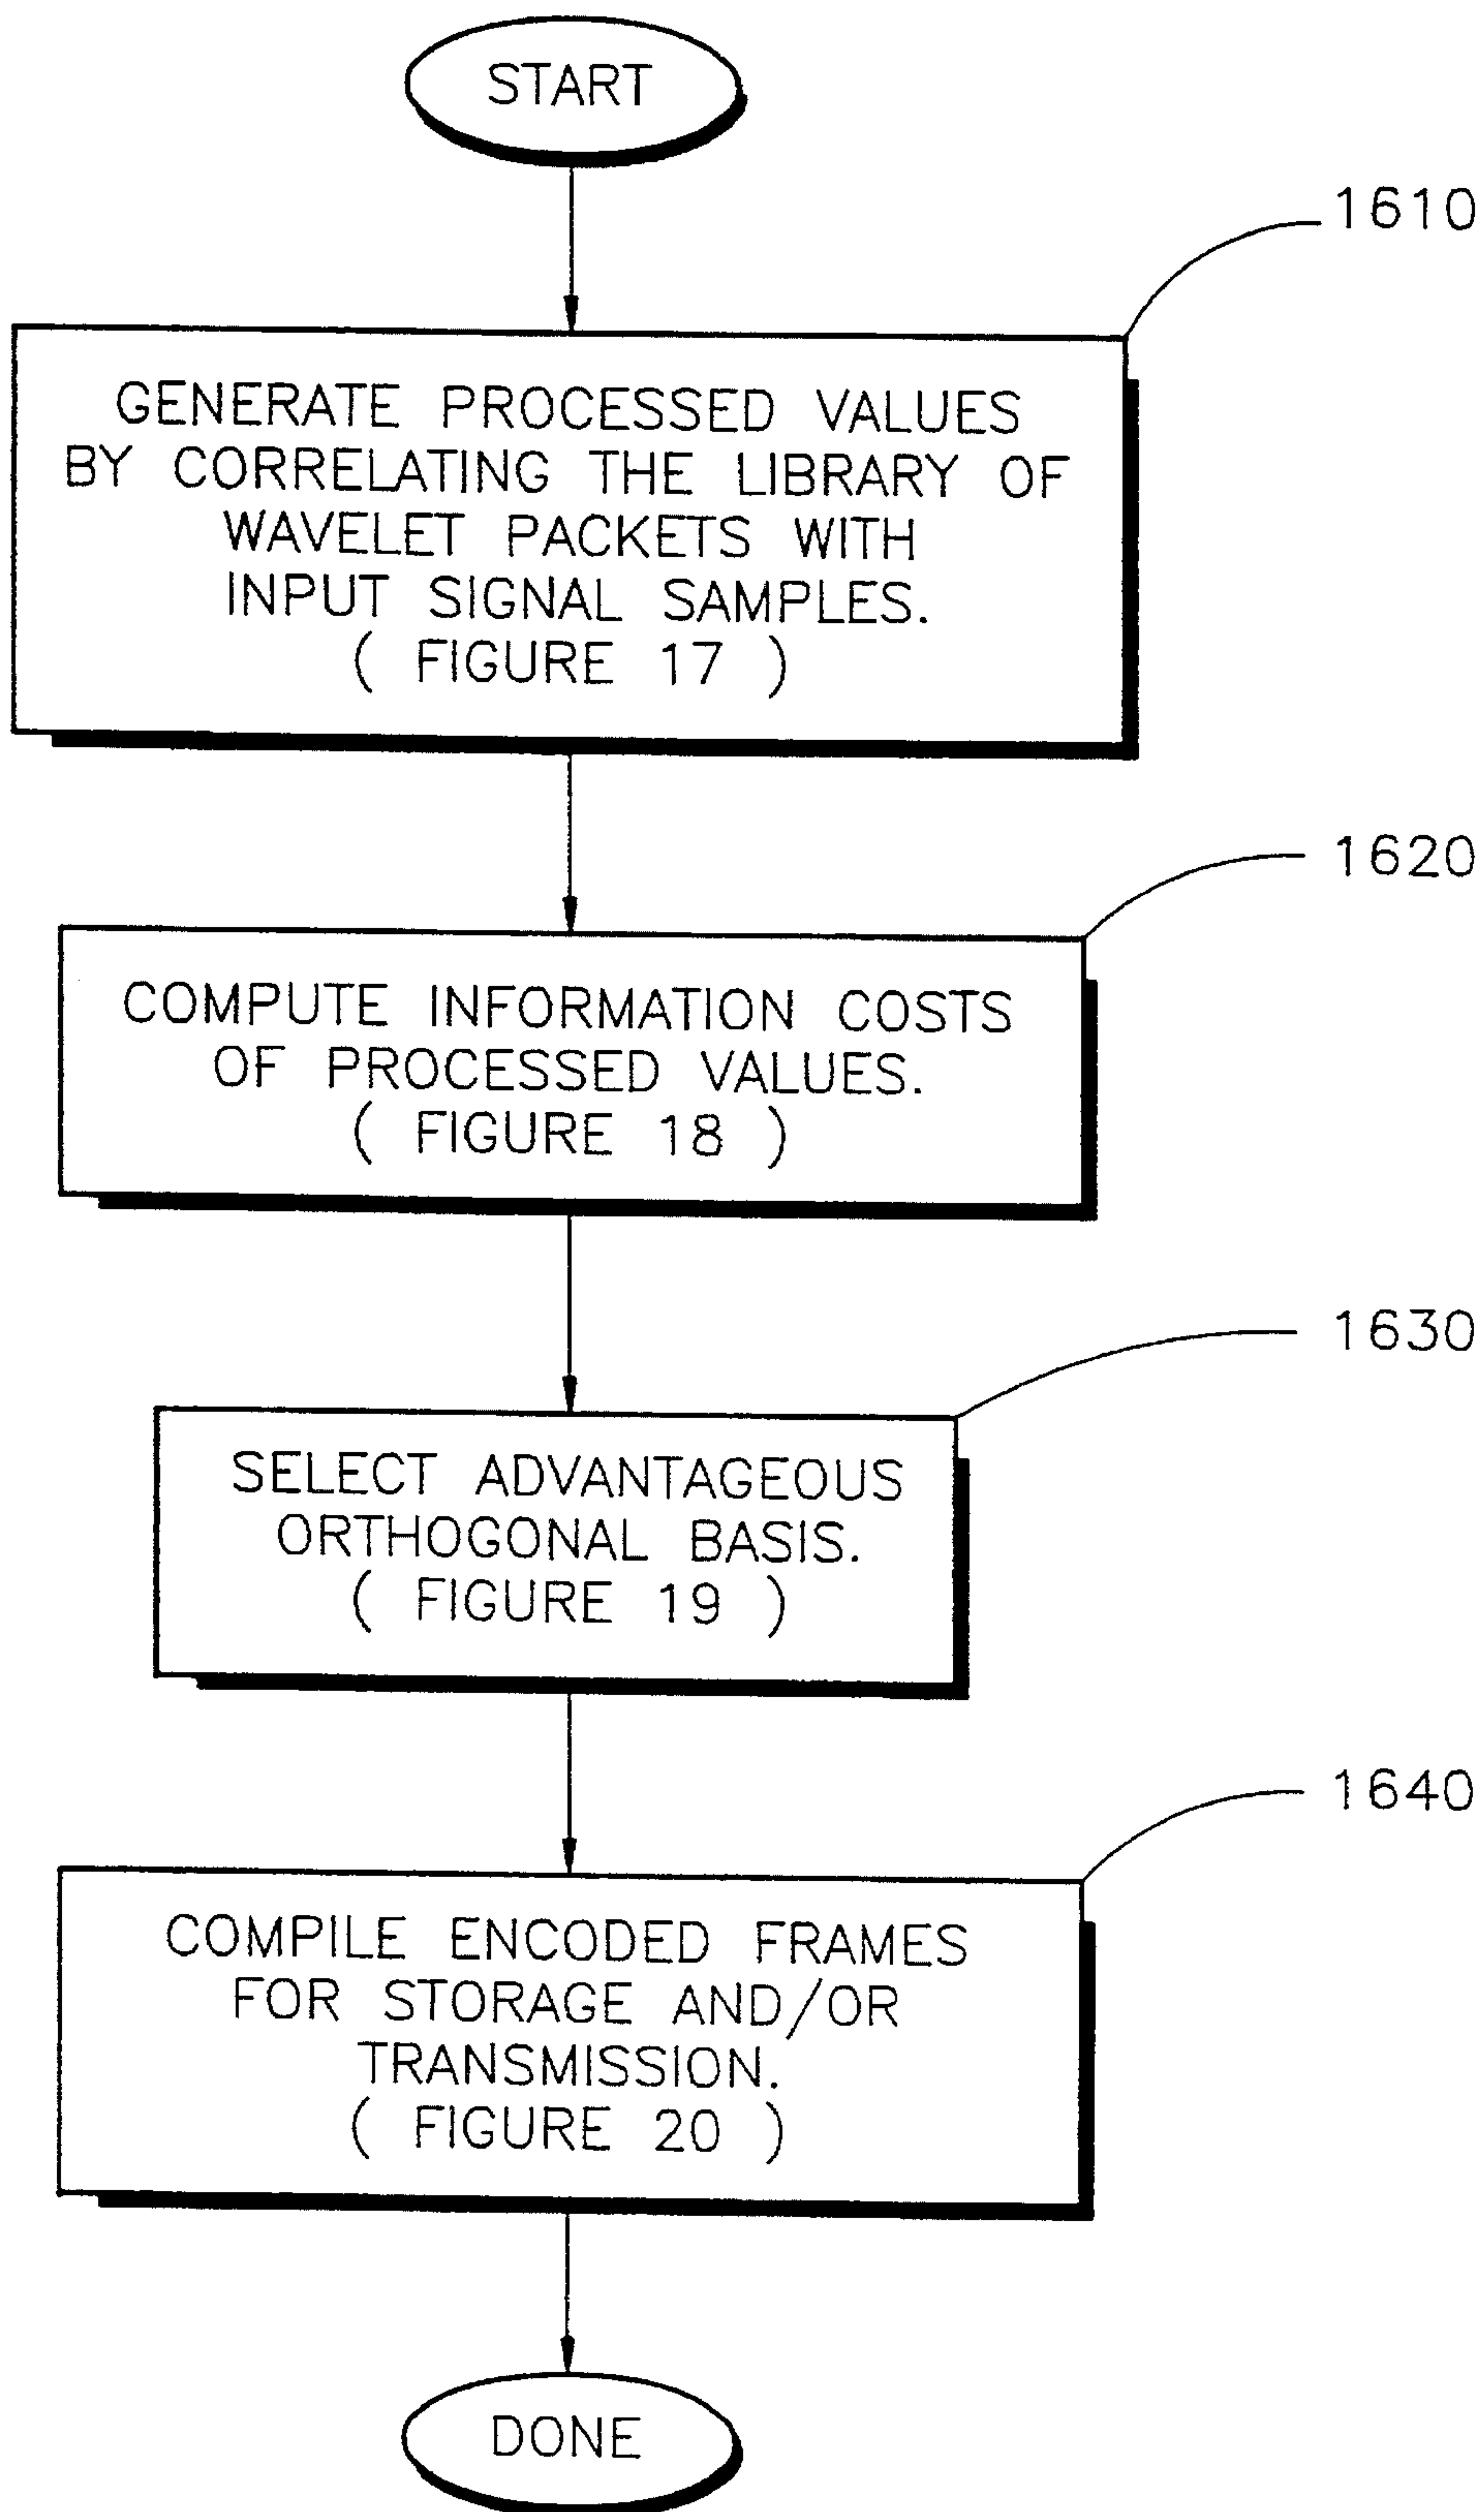 START
1610
GENERATE PROCESSED VALUES
BY CORRELATING THE LIBRARY OF
WAVELET PACKETS WITH
INPUT SIGNAL SAMPLES.
( FIGURE 17 )
1620
COMPUTE INFORMATION COSTS
OF PROCESSED VALUES.
( FIGURE 18 )
1630
SELECT ADVANTAGEOUS
ORTHOGONAL BASIS.
( FIGURE 19 )
1640
COMPILE ENCODED FRAMES
FOR STORAGE AND/OR
TRANSMISSION.
( FIGURE 20 )
DONE